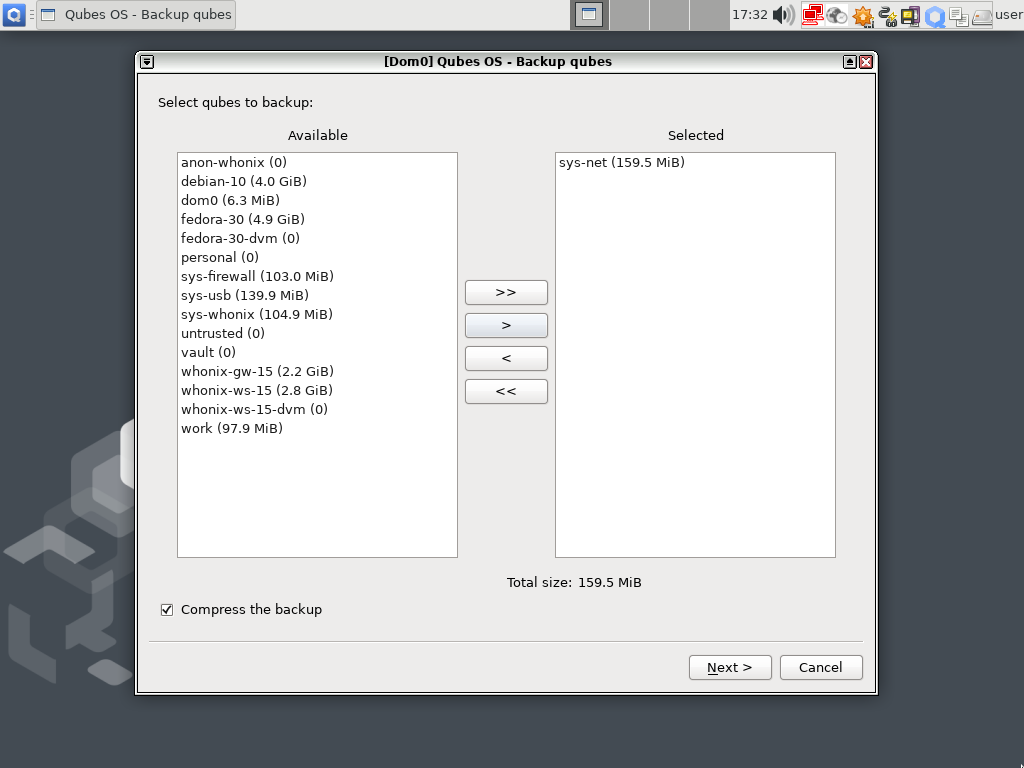 Qubes OS - Backup qubes
17:32
user
[Dom0] Qubes OS - Backup qubes
Select qubes to backup:
Available
Selected
anon-whonix (0)
debian-10 (4.0 GiB)
dom0 (6.3 MiB)
fedora-30 (4.9 GiB)
fedora-30-dvm (0)
personal (0)
sys-firewall (103.0 MiB)
sys-usb (139.9 MiB)
sys-whonix (104.9 MiB)
untrusted (0)
vault (0)
whonix-gw-15 (2.2 GiB)
whonix-ws-15 (2.8 GiB)
whonix-ws-15-dvm (0)
work (97.9 MiB)
>>
>
<
<<
sys-net (159.5 MiB)
Total size: 159.5 MiB
Compress the backup
Next >
Cancel